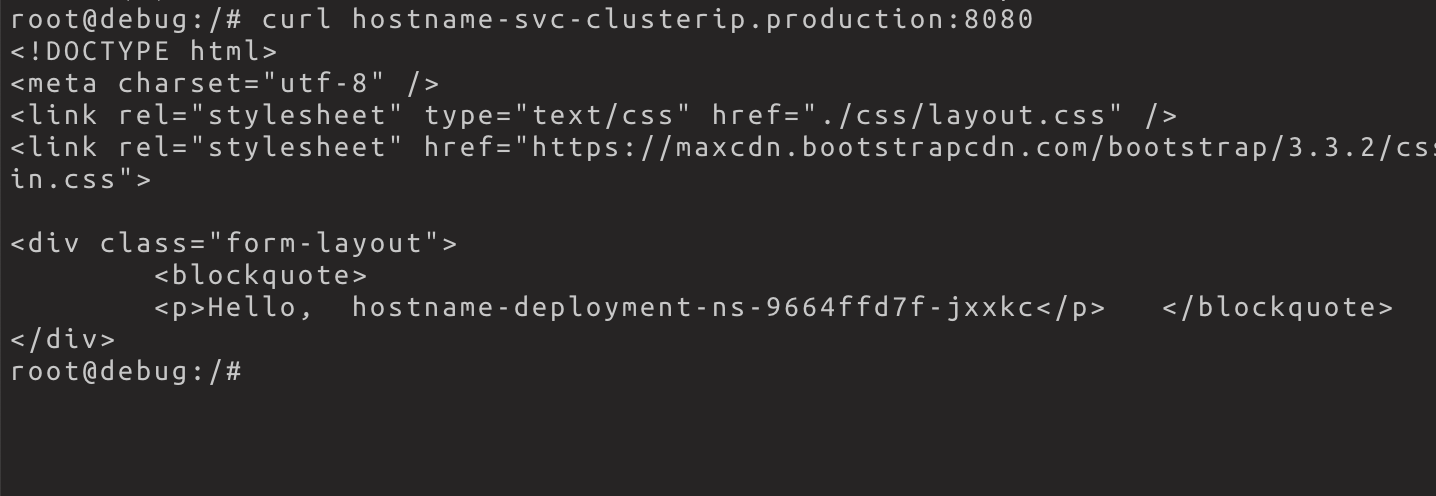 root@debug:/# curl hostname-svc-clusterip.production:8080
<!DOCTYPE html>
<meta charset="utf-8" />
<link rel="stylesheet" type="text/css" href="./css/layout.css" />
<link rel="stylesheet" href="https://maxcdn.bootstrapcdn.com/bootstrap/3.3.2/css
in.css">
<div class="form-layout">
<blockquote>
<p>Hello,  hostname-deployment-ns-9664ffd7f-jxxkc</p>   </blockquote>
</div>
root@debug:/#